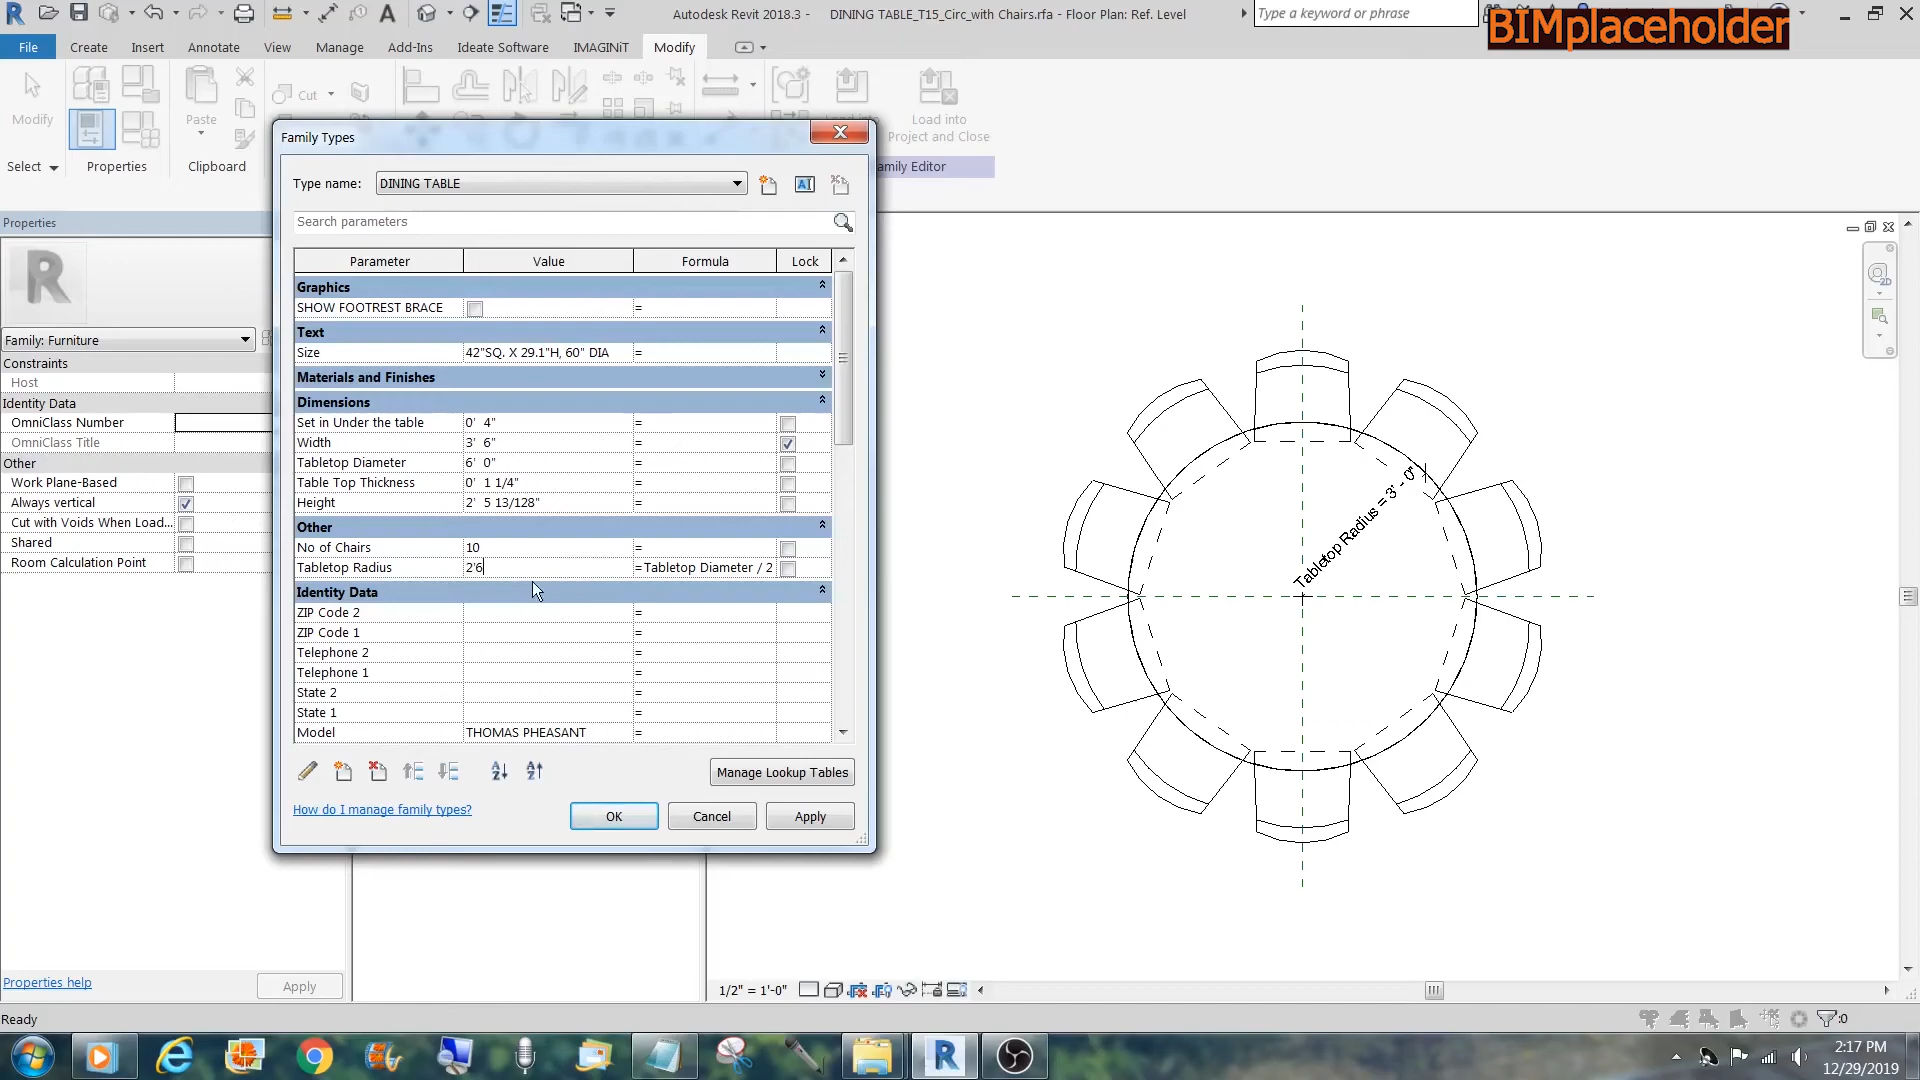 Autodesk Revit 2018.3 - DINING TABLE_T15_Circ_with Chairs.rfa - Floor Plan: Ref. Level
Type a keyword or phrase
BIMplaceholder
File Create Insert Annotate View Manage Add-Ins Ideate Software IMAGINiT Modify
Modify
Paste
Cut
Load into
Project and Close
Select Properties Clipboard
amily Editor
Properties
Family: Furniture
Constraints
Host
Identity Data
OmniClass Number
OmniClass Title
Other
Work Plane-Based
Always vertical
Cut with Voids When Load...
Shared
Room Calculation Point
Properties help
Apply
Family Types
Type name: DINING TABLE
Search parameters
Parameter Value Formula Lock
Graphics
SHOW FOOTREST BRACE =
Text
Size 42"SQ. X 29.1"H, 60" DIA =
Materials and Finishes
Dimensions
Set in Under the table 0' 4" =
Width 3' 6" =
Tabletop Diameter 6' 0" =
Table Top Thickness 0' 1 1/4" =
Height 2' 5 13/128" =
Other
No of Chairs 10 =
Tabletop Radius 2'6 =Tabletop Diameter / 2
Identity Data
ZIP Code 2 =
ZIP Code 1 =
Telephone 2 =
Telephone 1 =
State 2 =
State 1 =
Model THOMAS PHEASANT =
Manage Lookup Tables
How do I manage family types?
OK Cancel Apply
Tabletop Radius = 3' - 0"
1/2" = 1'-0"
Ready
:0
2:17 PM
12/29/2019